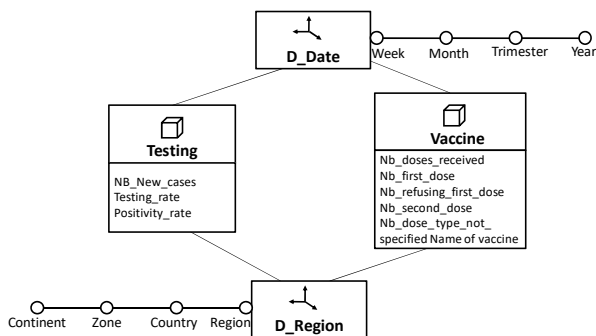 D_Date
Week Month Trimester Year
Testing
NB_New_cases
Testing_rate
Positivity_rate
Vaccine
Nb_doses_received
Nb_first_dose
Nb_refusing_first_dose
Nb_second_dose
Nb_dose_type_not_
specified Name of vaccine
Continent Zone Country Region
D_Region